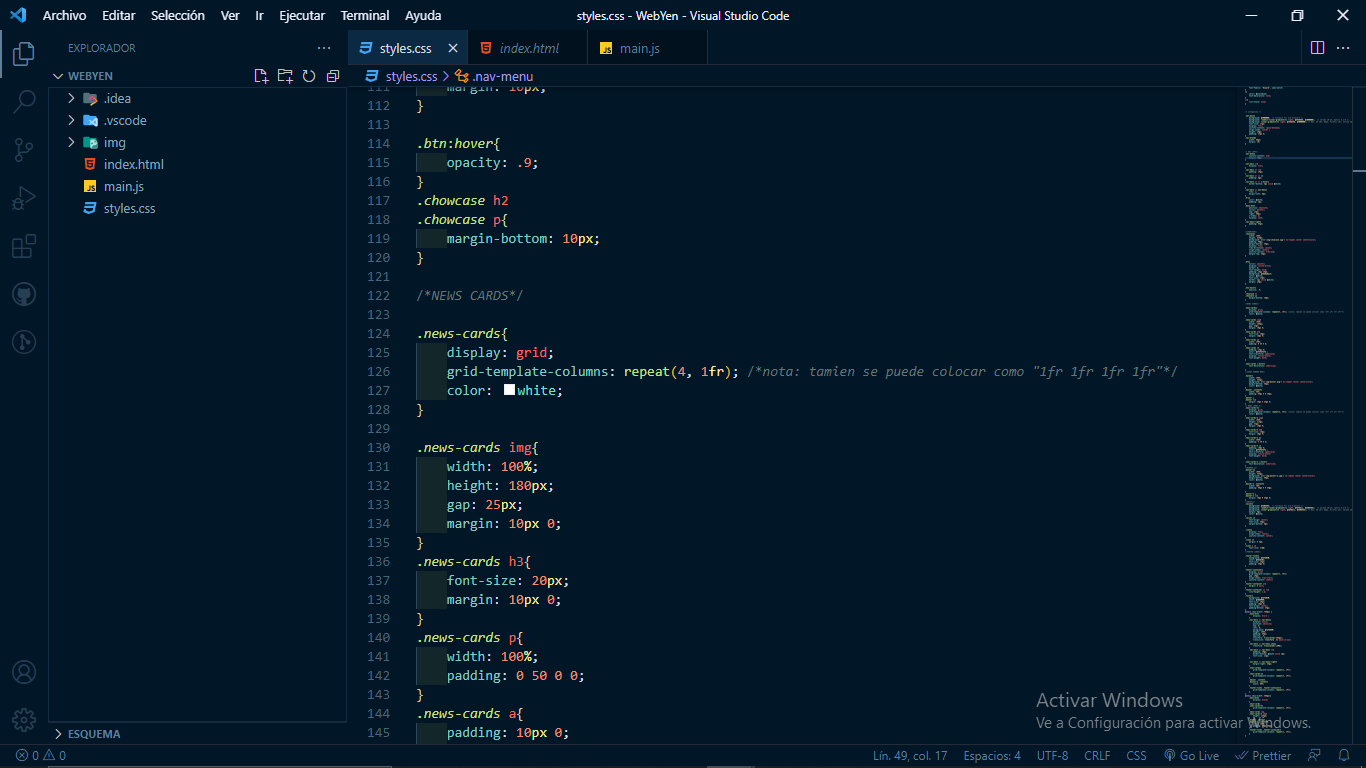 Archivo Editar Selección Ver Ir Ejecutar Terminal Ayuda
styles.css - WebYen - Visual Studio Code
EXPLORADOR
WEBYEN
.idea
.vscode
img
index.html
main.js
styles.css
styles.css
index.html
main.js
styles.css > .nav-menu
111 margin: 10px;
112 }
113
114 .btn:hover{
115 opacity: .9;
116 }
117 .chowcase h2
118 .chowcase p{
119 margin-bottom: 10px;
120 }
121
122 /*NEWS CARDS*/
123
124 .news-cards{
125 display: grid;
126 grid-template-columns: repeat(4, 1fr); /*nota: tamien se puede colocar como "1fr 1fr 1fr 1fr"*/
127 color: white;
128 }
129
130 .news-cards img{
131 width: 100%;
132 height: 180px;
133 gap: 25px;
134 margin: 10px 0;
135 }
136 .news-cards h3{
137 font-size: 20px;
138 margin: 10px 0;
139 }
140 .news-cards p{
141 width: 100%;
142 padding: 0 50 0 0;
143 }
144 .news-cards a{
145 padding: 10px 0;
ESQUEMA
Activar Windows
Ve a Configuración para activar Windows.
0 0
Lín. 49, col. 17 Espacios: 4 UTF-8 CRLF CSS Go Live Prettier